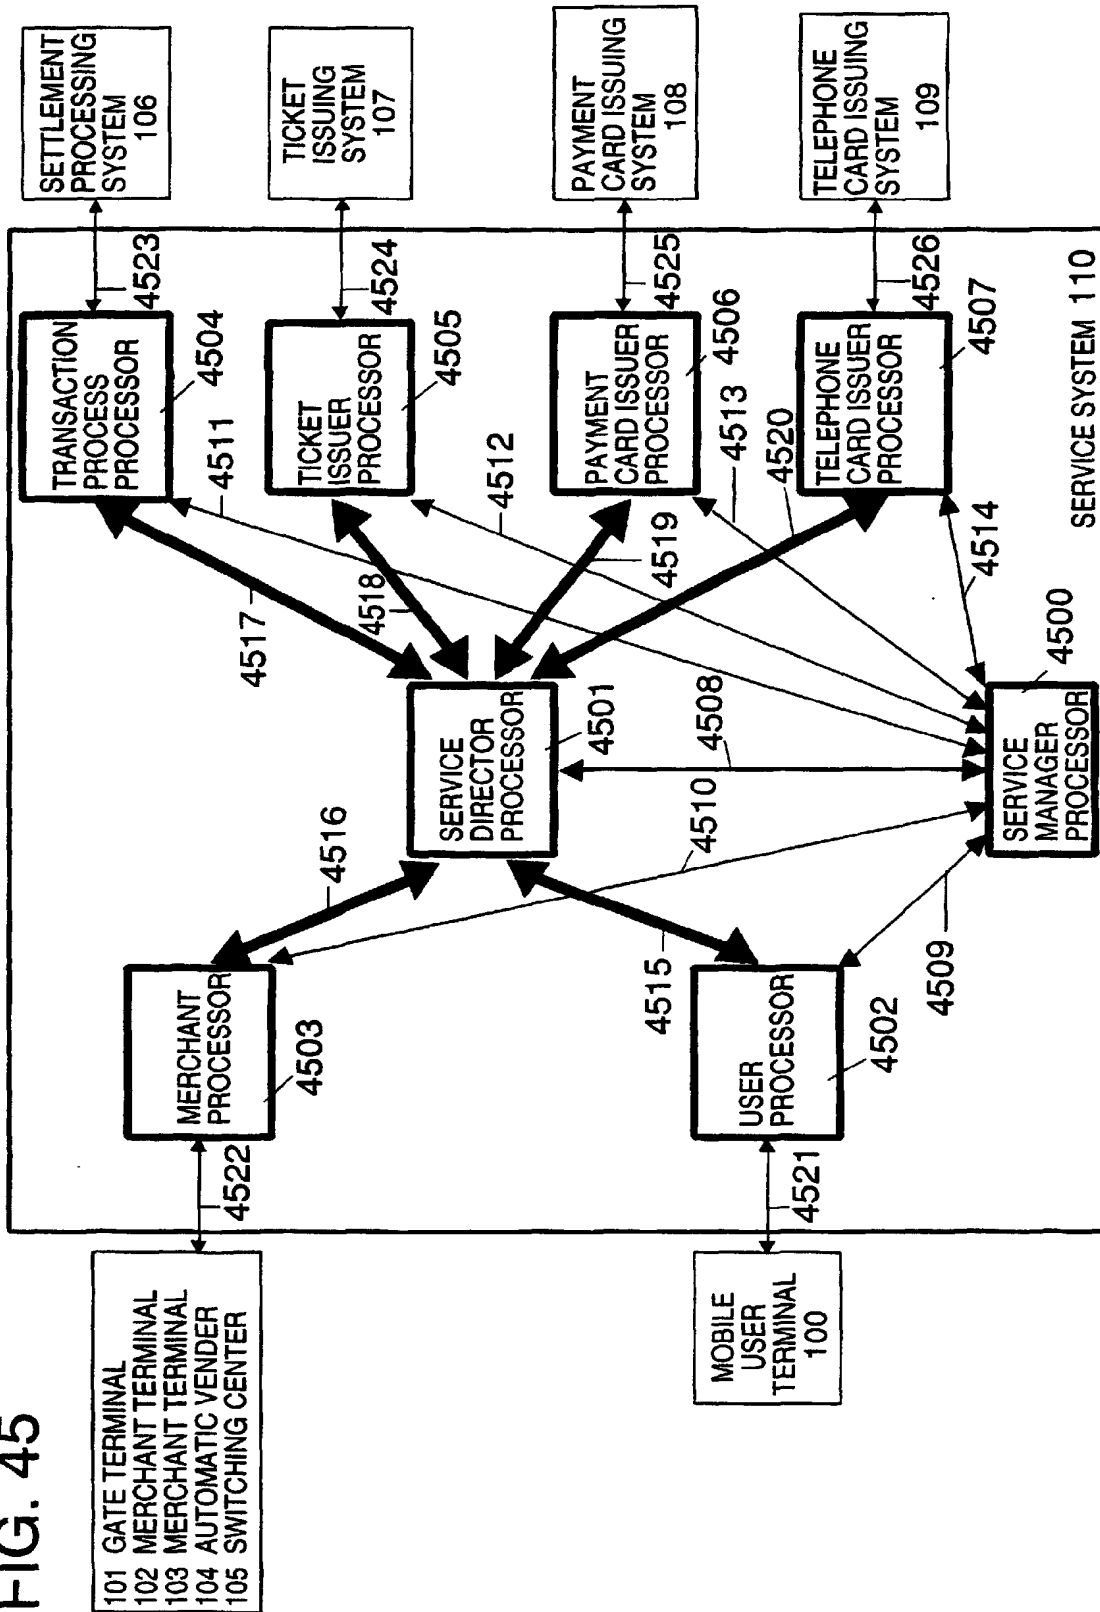 FIG. 45
101 GATE TERMINAL
102 MERCHANT TERMINAL
103 MERCHANT TERMINAL
104 AUTOMATIC VENDER
105 SWITCHING CENTER
4522
MERCHANT
PROCESSOR
4503
4516
MOBILE
USER
TERMINAL
100
4521
USER
PROCESSOR
4502
4515
4509
4510
SERVICE
DIRECTOR
PROCESSOR
4501
4508
SERVICE
MANAGER
PROCESSOR
4500
4517
4518
4519
4520
4511
4512
4513
4514
TRANSACTION
PROCESS
PROCESSOR
4504
TICKET
ISSUER
PROCESSOR
4505
PAYMENT
CARD ISSUER
PROCESSOR
4506
TELEPHONE
CARD ISSUER
PROCESSOR
4507
4523
4524
4525
4526
SERVICE SYSTEM 110
SETTLEMENT
PROCESSING
SYSTEM
106
TICKET
ISSUING
SYSTEM
107
PAYMENT
CARD ISSUING
SYSTEM
108
TELEPHONE
CARD ISSUING
SYSTEM
109